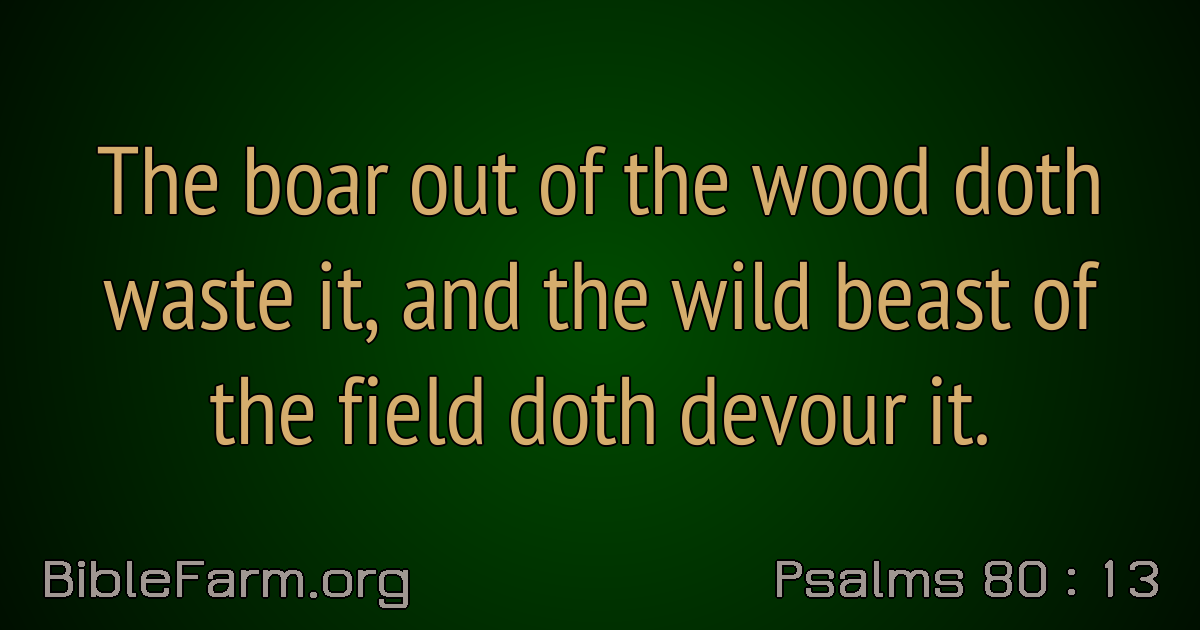 The boar out of the wood doth
waste it, and the wild beast of
the field doth devour it.
BibleFarm.org
Psalms 80 : 13